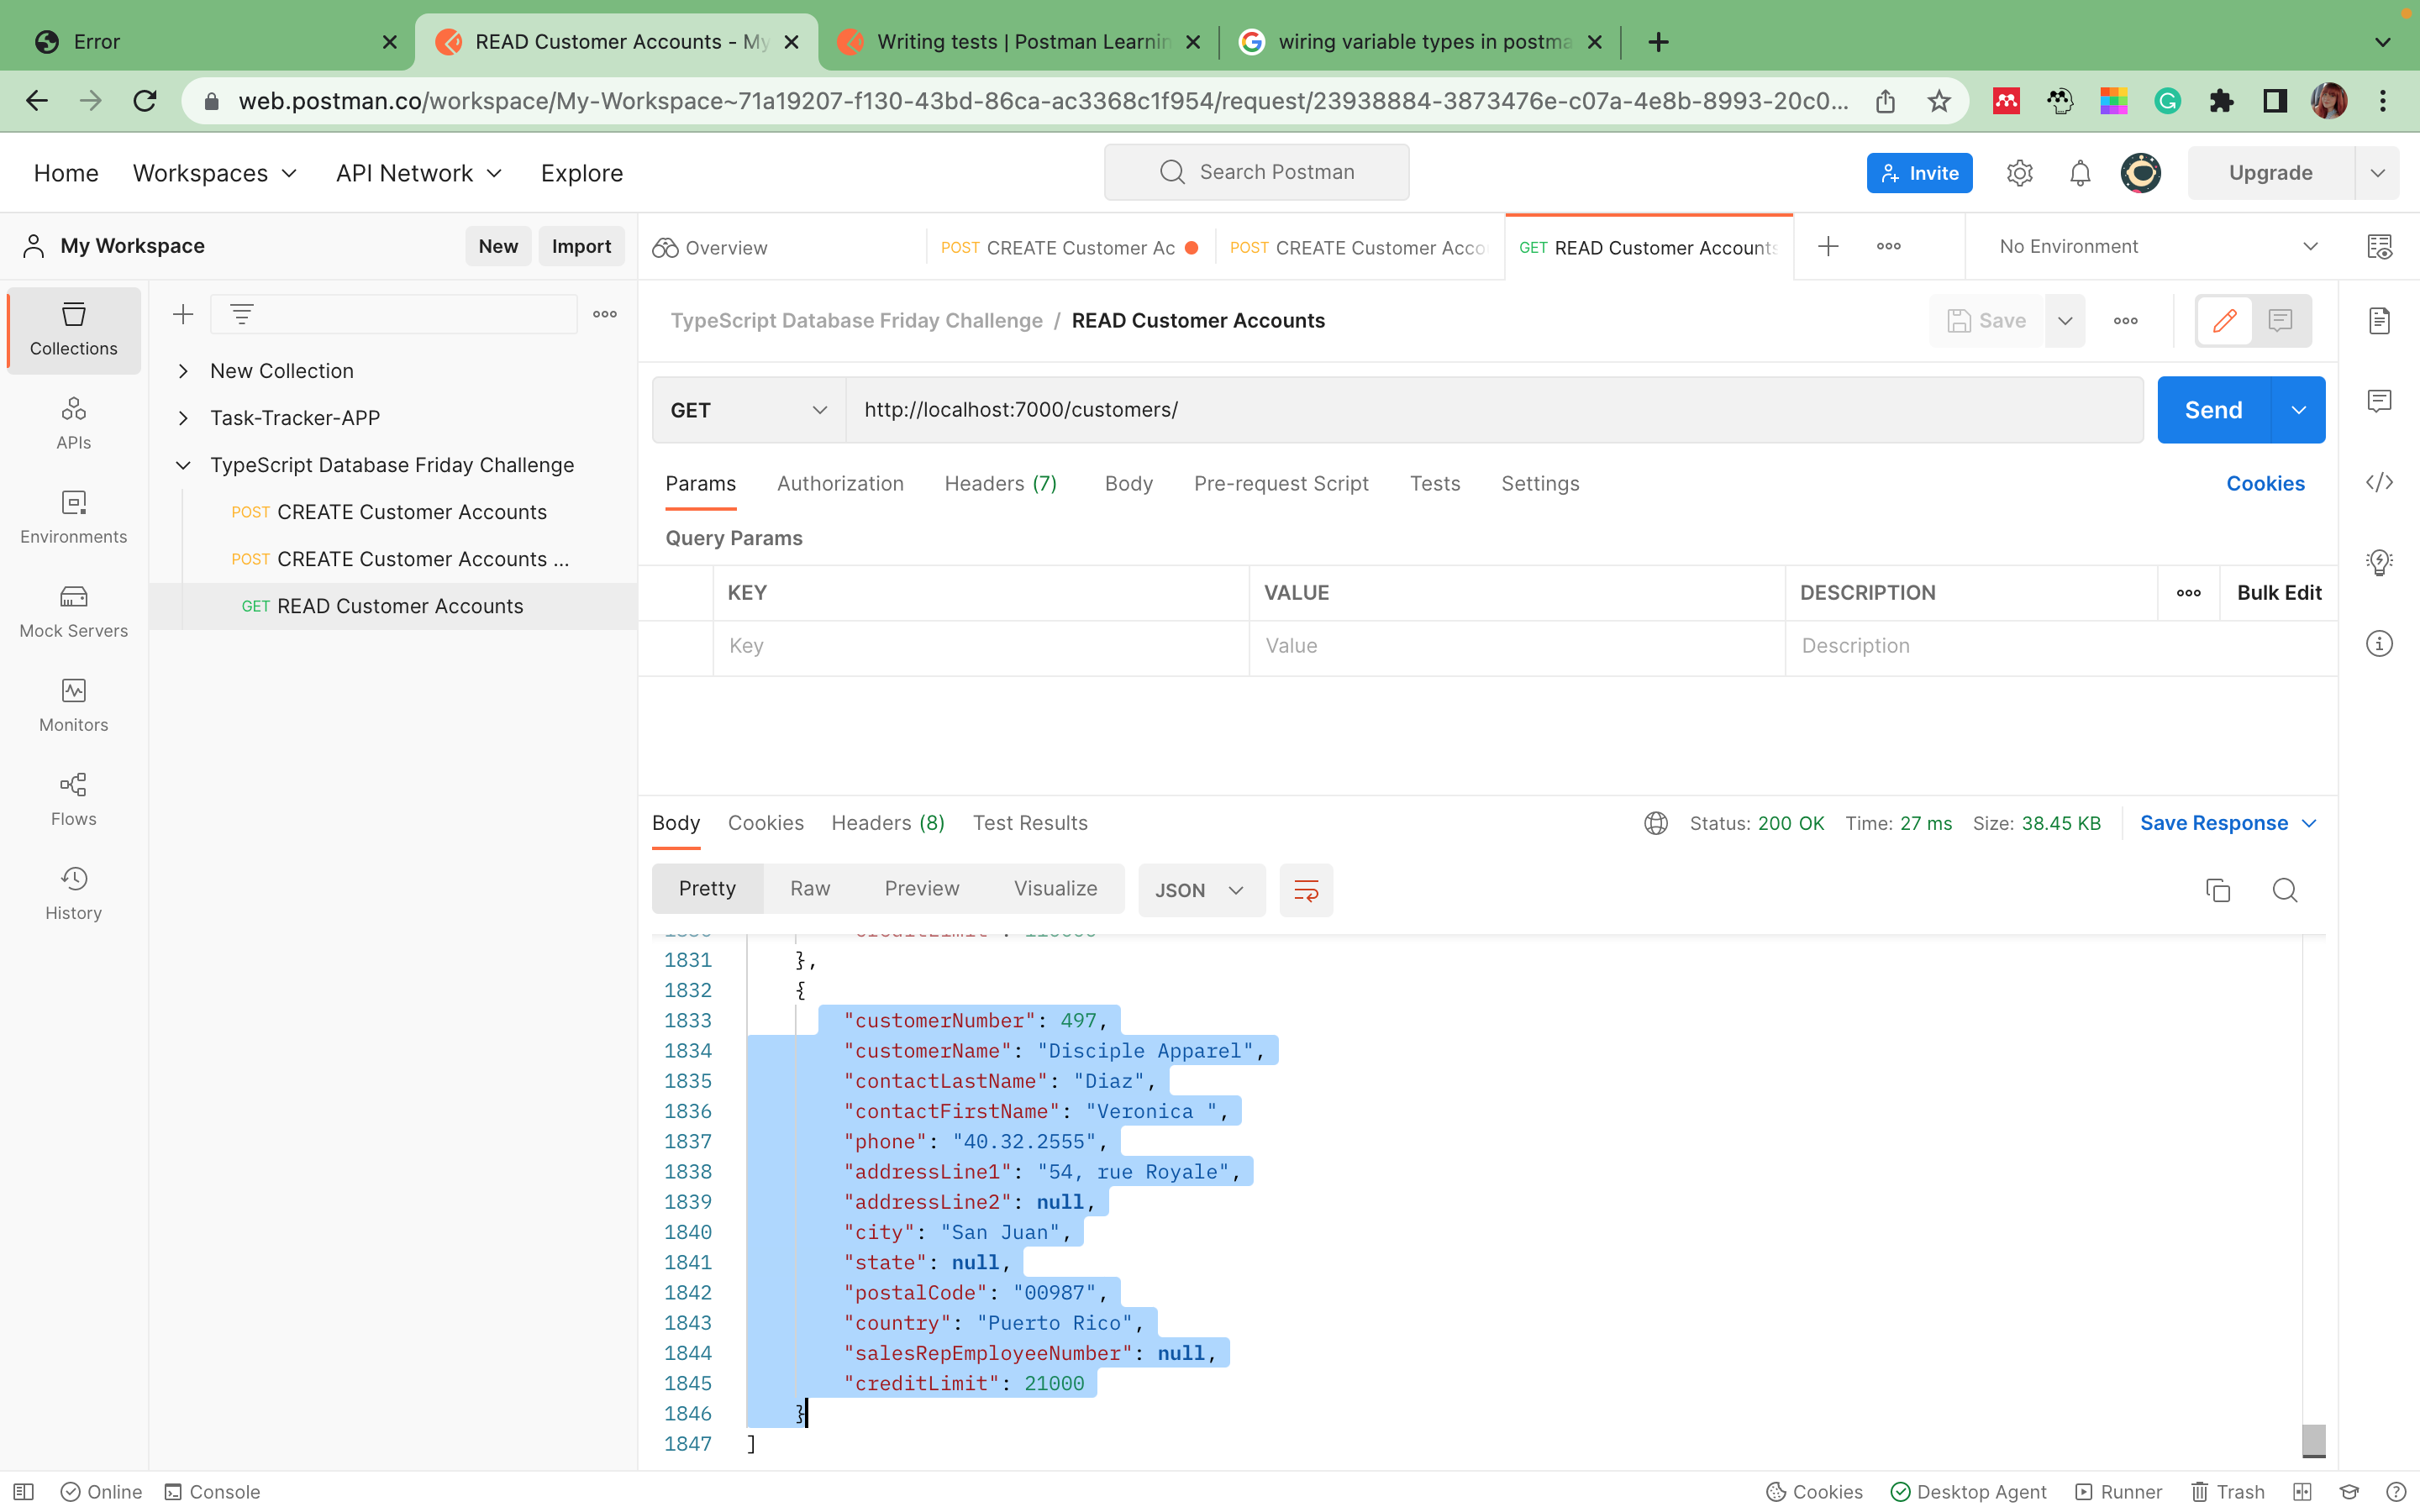 Error
READ Customer Accounts - My
Writing tests | Postman Learnin
wiring variable types in postma
web.postman.co/workspace/My-Workspace~71a19207-f130-43bd-86ca-ac3368c1f954/request/23938884-3873476e-c07a-4e8b-8993-20c0...
Home
Workspaces
API Network
Explore
Search Postman
Invite
Upgrade
My Workspace
New
Import
Overview
POST CREATE Customer Ac
POST CREATE Customer Acco
GET READ Customer Accounts
No Environment
Collections
APIs
Environments
Mock Servers
Monitors
Flows
History
New Collection
Task-Tracker-APP
TypeScript Database Friday Challenge
POST CREATE Customer Accounts
POST CREATE Customer Accounts ...
GET READ Customer Accounts
TypeScript Database Friday Challenge / READ Customer Accounts
Save
GET
http://localhost:7000/customers/
Send
Params
Authorization
Headers (7)
Body
Pre-request Script
Tests
Settings
Cookies
Query Params
KEY
VALUE
DESCRIPTION
Bulk Edit
Key
Value
Description
Body
Cookies
Headers (8)
Test Results
Status: 200 OK
Time: 27 ms
Size: 38.45 KB
Save Response
Pretty
Raw
Preview
Visualize
JSON
1831 },
1832 {
1833 "customerNumber": 497,
1834 "customerName": "Disciple Apparel",
1835 "contactLastName": "Diaz",
1836 "contactFirstName": "Veronica ",
1837 "phone": "40.32.2555",
1838 "addressLine1": "54, rue Royale",
1839 "addressLine2": null,
1840 "city": "San Juan",
1841 "state": null,
1842 "postalCode": "00987",
1843 "country": "Puerto Rico",
1844 "salesRepEmployeeNumber": null,
1845 "creditLimit": 21000
1846 }
1847 ]
Online
Console
Cookies
Desktop Agent
Runner
Trash